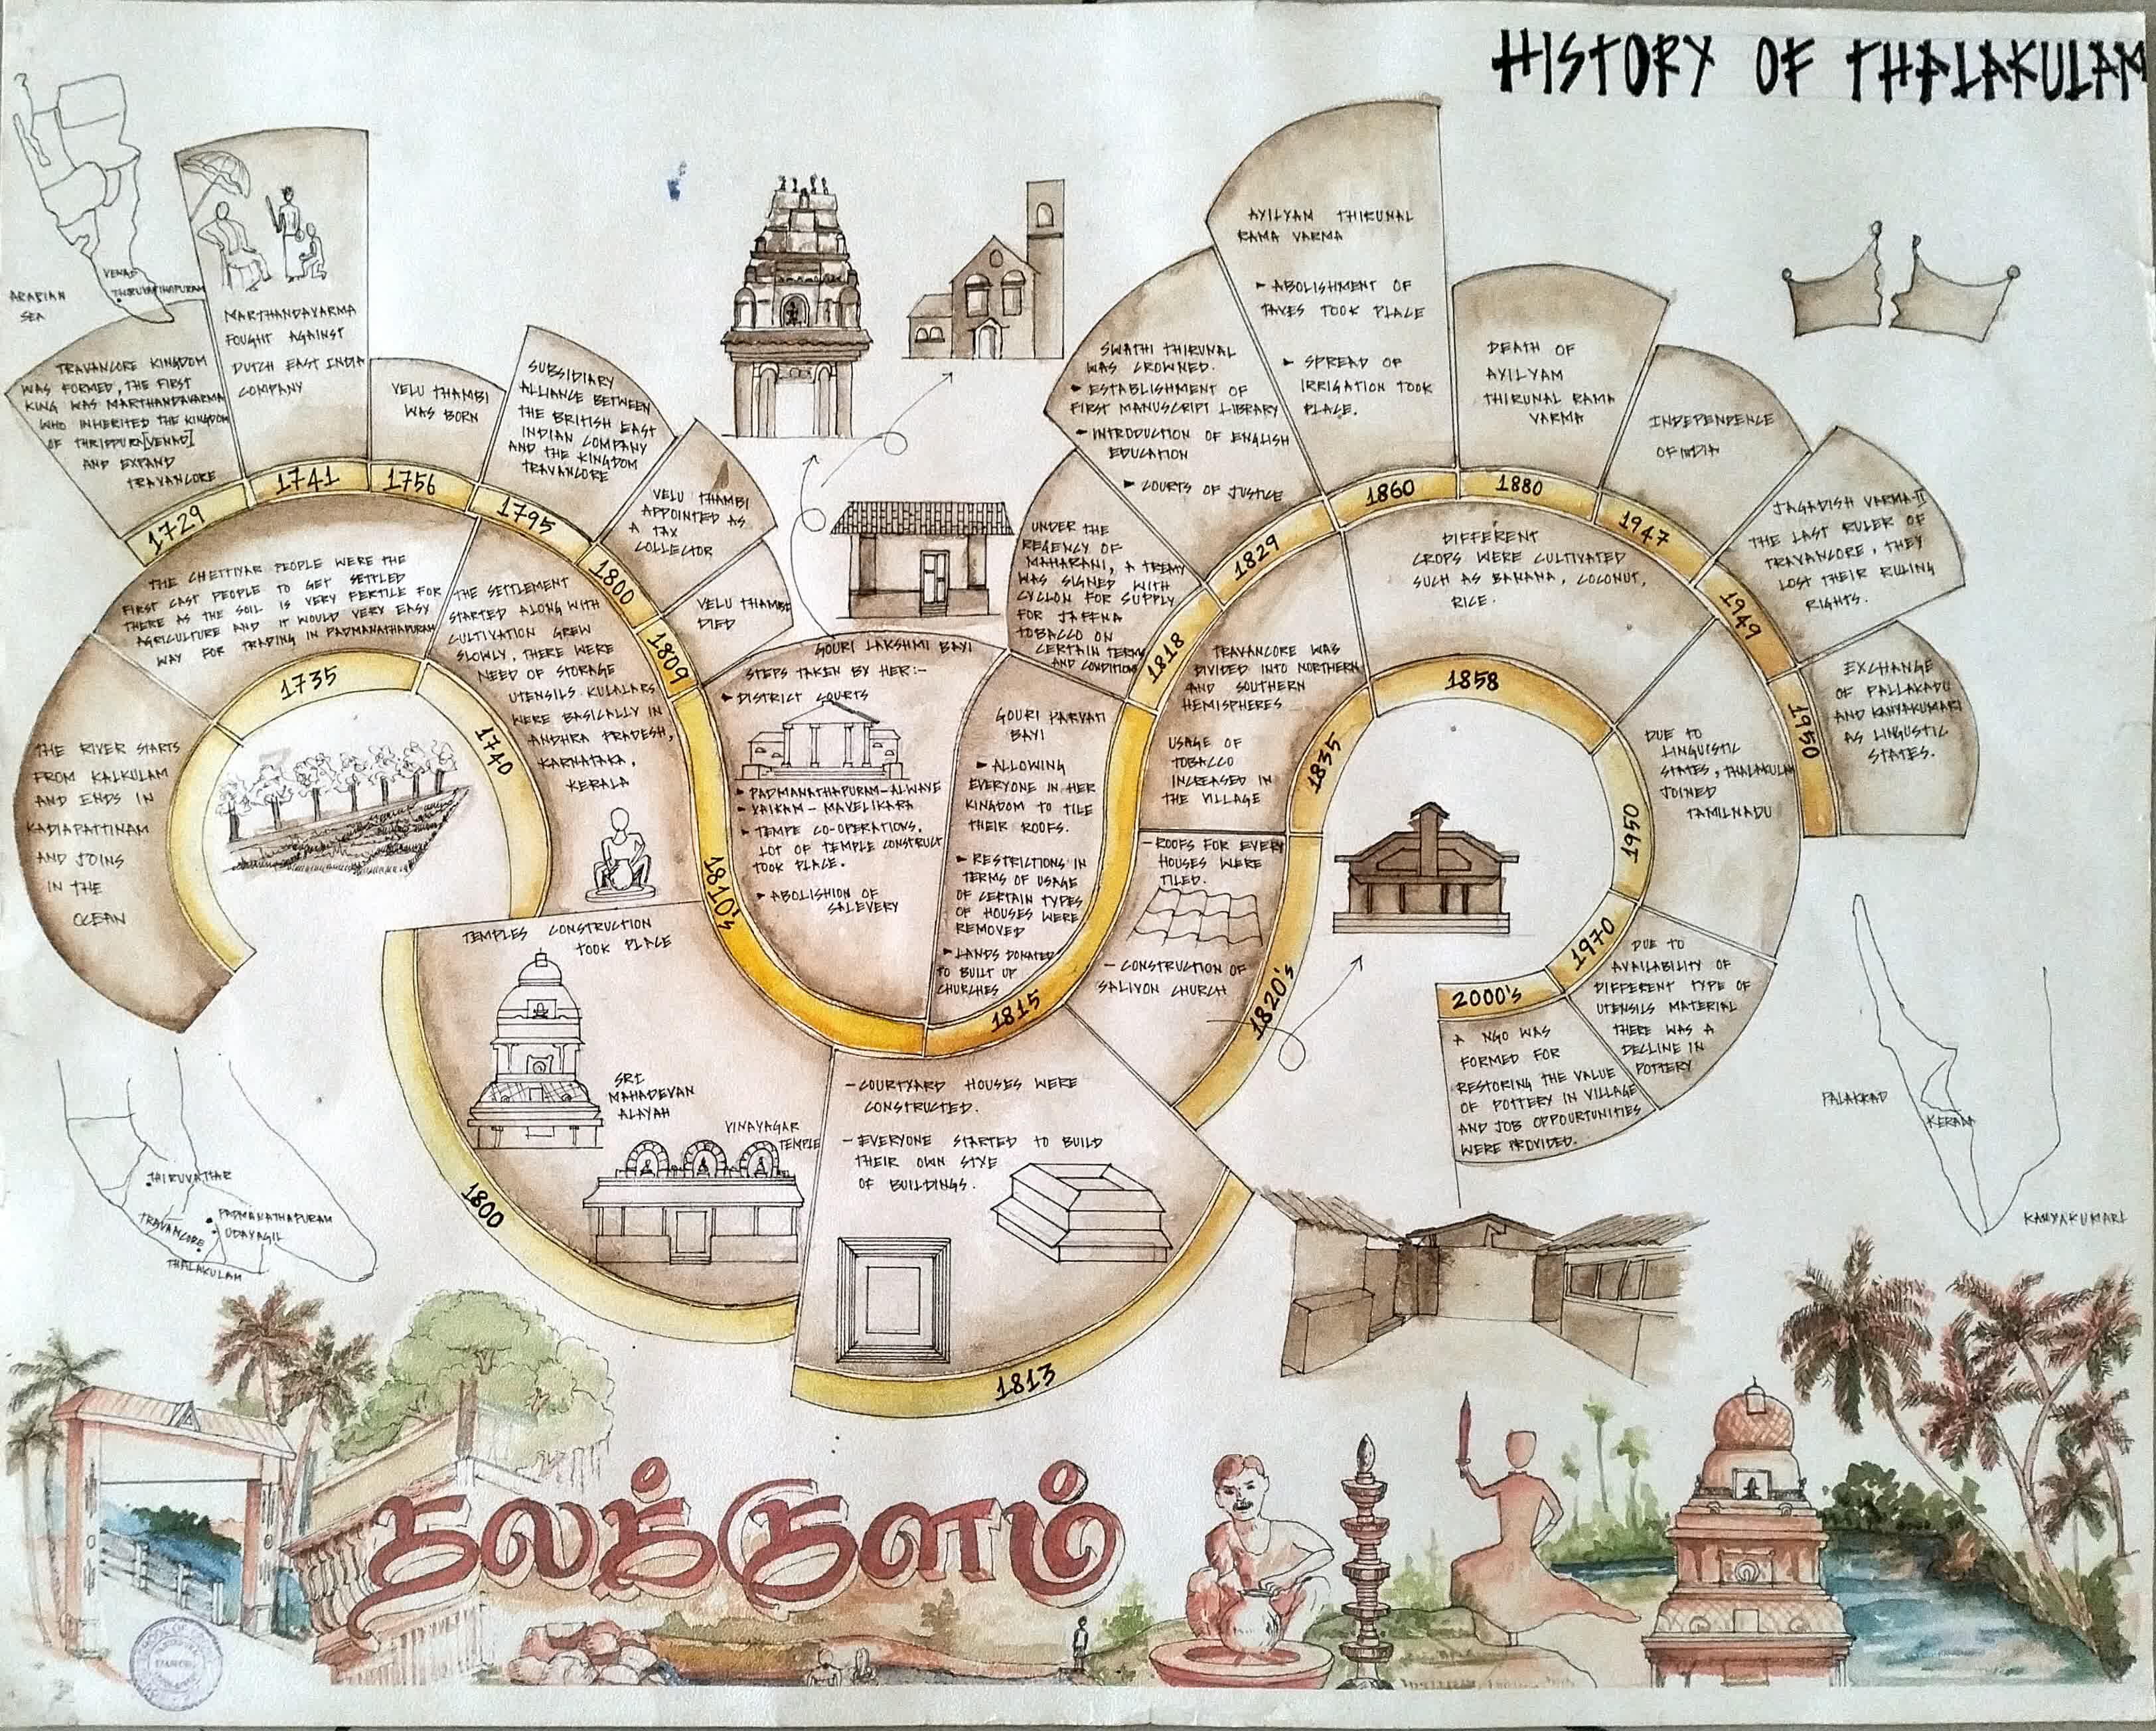 HISTORY OF THALAKULAM
ARABIAN
SEA
VENAD
THIRUVANTHAPURAM
TRAVANCORE KINGDOM
WAS FORMED, THE FIRST
KING WAS MARTHANDAVARMA
WHO INHERITED THE KINGDOM
OF THRIPPURA[VENAD]
AND EXPAND
TRAVANCORE
1729
MARTHANDAVARMA
FOUGHT AGAINST
DUTCH EAST INDIA
COMPANY
1741
VELU THAMBI
WAS BORN
1756
SUBSIDIARY
ALLIANCE BETWEEN
THE BRITISH EAST
INDIAN COMPANY
AND THE KINGDOM
TRAVANCORE
1795
VELU THAMBI
APPOINTED AS
A TAX
COLLECTOR
1800
VELU THAMBI
DIED
1809
GOURI LAKSHMI BAYI
STEPS TAKEN BY HER:-
DISTRICT COURTS
PADMANATHAPURAM-ALWAYE
VAIKAM - MAVELIKARA
TEMPE CO-OPERATIONS,
LOT OF TEMPLE CONSTRUCT
TOOK PLACE.
ABOLISHION OF
SALEVERY
1810's
GOURI PARVATI
BAYI
ALLOWING
EVERYONE IN HER
KINGDOM TO TILE
THEIR ROOFS.
RESTRICTIONS IN
TERMS OF USAGE
OF CERTAIN TYPES
OF HOUSES WERE
REMOVED
LANDS DONATED
TO BUILT UP
CHURCHES
1815
UNDER THE
REGENCY OF
MAHARANI, A TREATY
WAS SIGNED WITH
CYCLON FOR SUPPLY
FOR JAFFNA
TOBACCO ON
CERTAIN TERMS
AND CONDITIONS
1818
SWATHI THIRUNAL
WAS CROWNED.
ESTABLISHMENT OF
FIRST MANUSCRIPT LIBRARY
INTRODUCTION OF ENGLISH
EDUCATION
COURTS OF JUSTICE
1829
AYILYAM THIRUNAL
RAMA VARMA
ABOLISHMENT OF
TAXES TOOK PLACE
SPREAD OF
IRRIGATION TOOK
PLACE.
1860
DEATH OF
AYILYAM
THIRUNAL RAMA
VARMA
1880
INDEPENDENCE
OF INDIA
1947
JAGADISH VARMA-II
THE LAST RULER OF
TRAVANCORE, THEY
LOST THEIR RULING
RIGHTS.
1949
EXCHANGE
OF PALLAKADU
AND KANYAKUMARI
AS LINGUSTIC
STATES.
1950
THE RIVER STARTS
FROM KALKULAM
AND ENDS IN
KADIAPATTINAM
AND JOINS
IN THE
OCEAN
THE CHETTIYAR PEOPLE WERE THE
FIRST CAST PEOPLE TO GET SETTLED
THERE AS THE SOIL IS VERY FERTILE FOR
AGRICULTURE AND IT WOULD VERY EASY
WAY FOR TRADING IN PADMANATHAPURAM
1735
THE SETTLEMENT
STARTED ALONG WITH
CULTIVATION GREW
SLOWLY, THERE WERE
NEED OF STORAGE
UTENSILS KULALARS
WERE BASICALLY IN
ANDHRA PRADESH,
KARNATAKA,
KERALA
1740
TEMPLES CONSTRUCTION
TOOK PLACE
SRI
MAHADEVAN
ALAYAH
VINAYAGAR
TEMPLE
1800
-COURTYARD HOUSES WERE
CONSTRUCTED.
-EVERYONE STARTED TO BUILD
THEIR OWN STYE
OF BUILDINGS.
1813
-ROOFS FOR EVERY
HOUSES WERE
TILED.
- CONSTRUCTION OF
SALIVON CHURCH
1820's
TRAVANCORE WAS
DIVIDED INTO NORTHERN
AND SOUTHERN
HEMISPHERES
USAGE OF
TOBACCO
INCREASED IN
THE VILLAGE
1835
DIFFERENT
CROPS WERE CULTIVATED
SUCH AS BANANA, COCONUT,
RICE.
1858
DUE TO
LINGUISTIC
STATES, THALAKULAM
JOINED
TAMILNADU
1950
DUE TO
AVAILABILITY OF
DIFFERENT TYPE OF
UTENSILS MATERIAL
THERE WAS A
DECLINE IN
POTTERY
1970
2000's
A NGO WAS
FORMED FOR
RESTORING THE VALUE
OF POTTERY IN VILLAGE
AND JOB OPPOURTUNITIES
WERE PROVIDED.
THIRUVATTAR
TRAVANCORE
PADMANATHAPURAM
UDAYAGIL
THALAKULAM
PALAKKAD
KERALA
KANYAKUMARI
தலக்குளம்